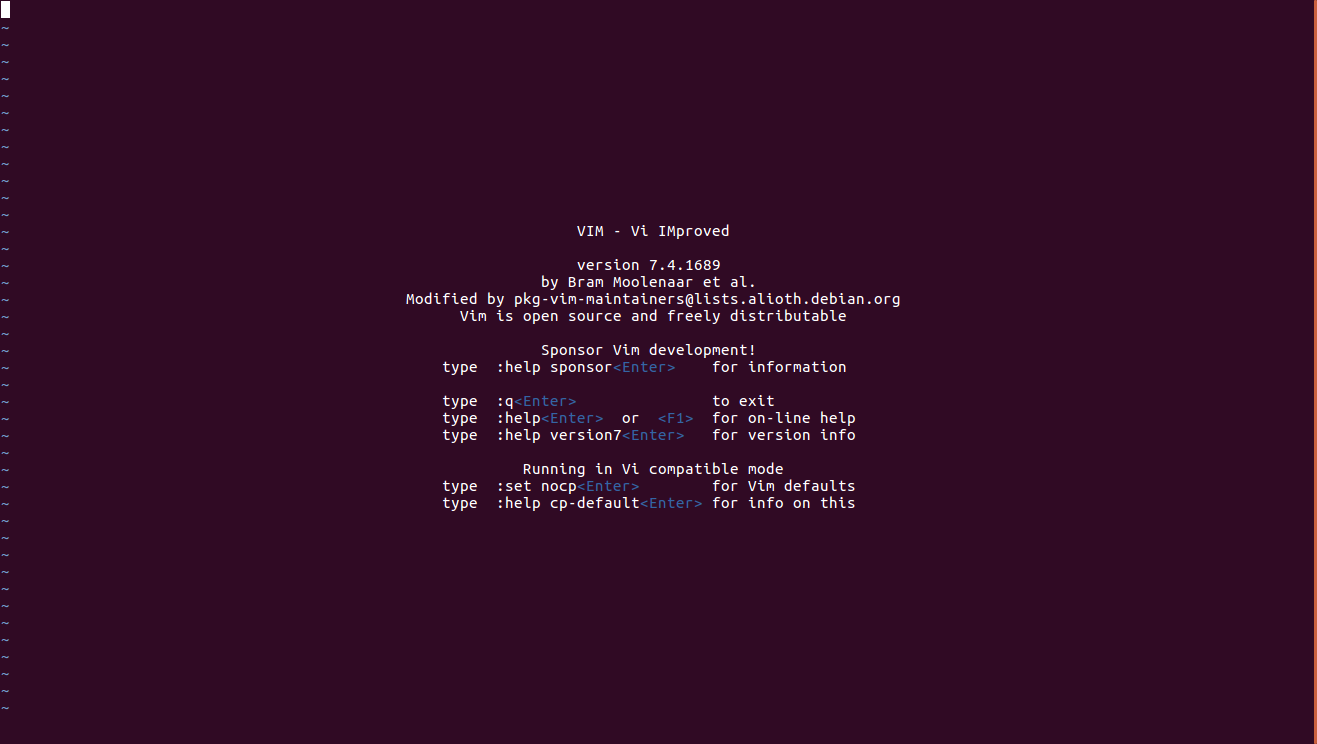 ~
~
~
~
~
~
~
~
~
~
~
~
~ VIM - Vi IMproved
~
~ version 7.4.1689
~ by Bram Moolenaar et al.
~ Modified by pkg-vim-maintainers@lists.alioth.debian.org
~ Vim is open source and freely distributable
~
~ Sponsor Vim development!
~ type :help sponsor<Enter> for information
~
~ type :q<Enter> to exit
~ type :help<Enter> or <F1> for on-line help
~ type :help version7<Enter> for version info
~
~ Running in Vi compatible mode
~ type :set nocp<Enter> for Vim defaults
~ type :help cp-default<Enter> for info on this
~
~
~
~
~
~
~
~
~
~
~
~